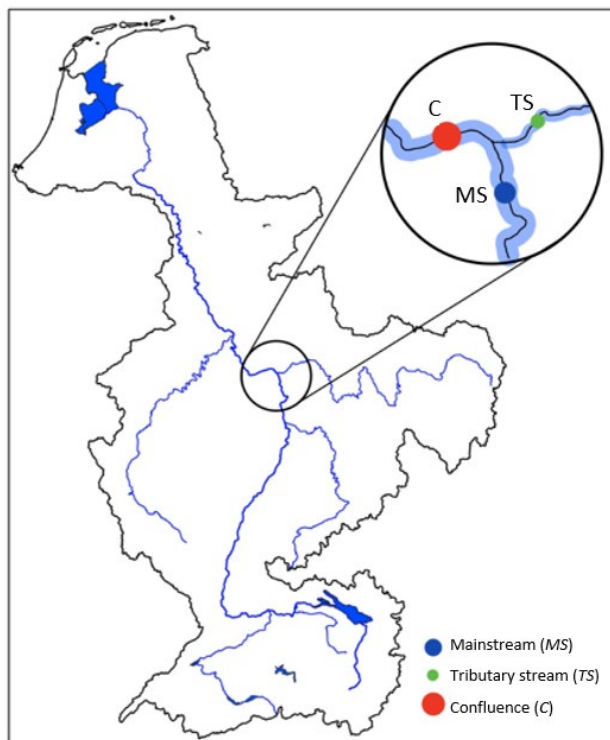 C
TS
MS
Mainstream (MS)
Tributary stream (TS)
Confluence (C)